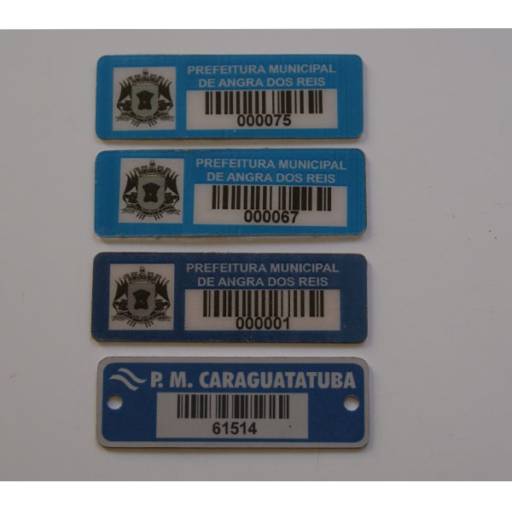 PREFEITURA MUNICIPAL
DE ANGRA DOS REIS
000075
PREFEITURA MUNICIPAL
DE ANGRA DOS REIS
000067
PREFEITURA MUNICIPAL
DE ANGRA DOS REIS
000001
P. M. CARAGUATATUBA
61514